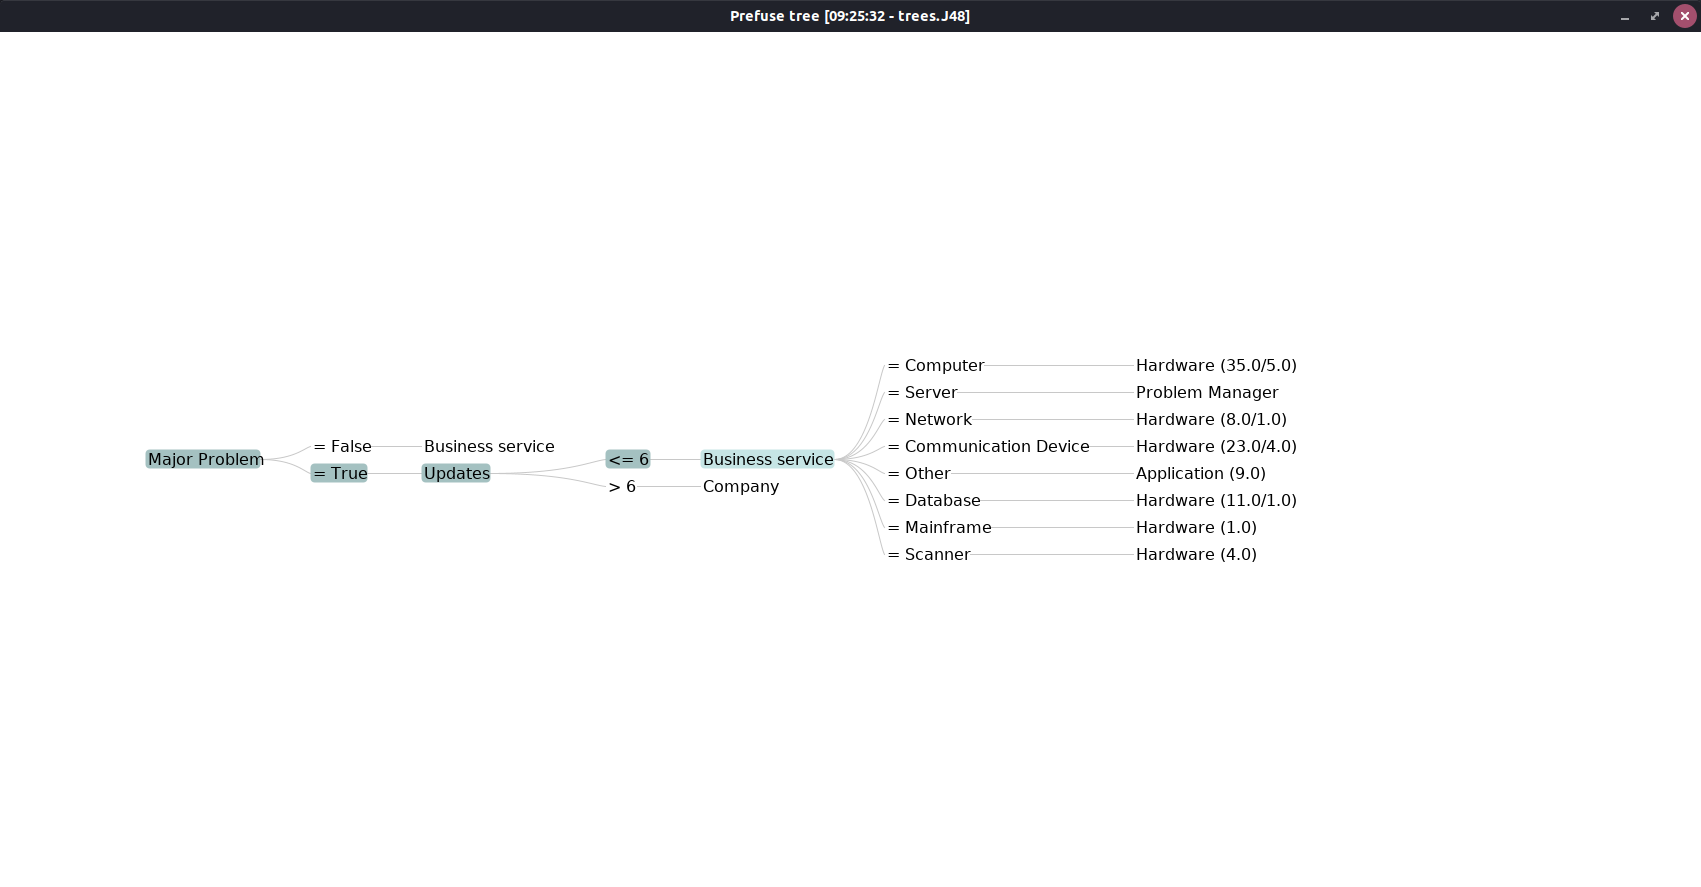 Prefuse tree [09:25:32 - trees.J48]
= Computer Hardware (35.0/5.0)
= Server Problem Manager
= Network Hardware (8.0/1.0)
= False Business service = Communication Device Hardware (23.0/4.0)
Major Problem <= 6 Business service
= True Updates = Other Application (9.0)
> 6 Company
= Database Hardware (11.0/1.0)
= Mainframe Hardware (1.0)
= Scanner Hardware (4.0)